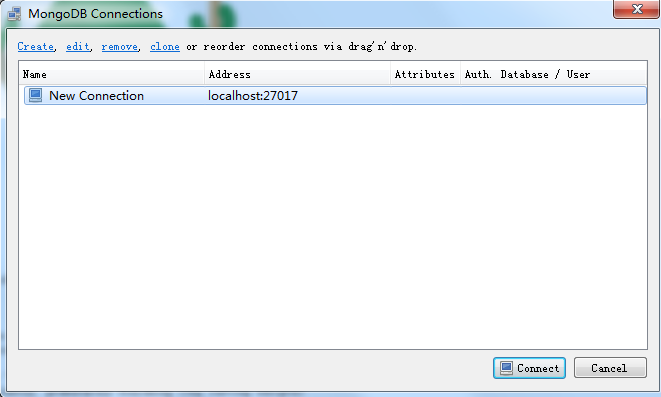 MongoDB Connections
Create, edit, remove, clone or reorder connections via drag'n'drop.
Name Address Attributes Auth. Database / User
New Connection localhost:27017
Connect Cancel